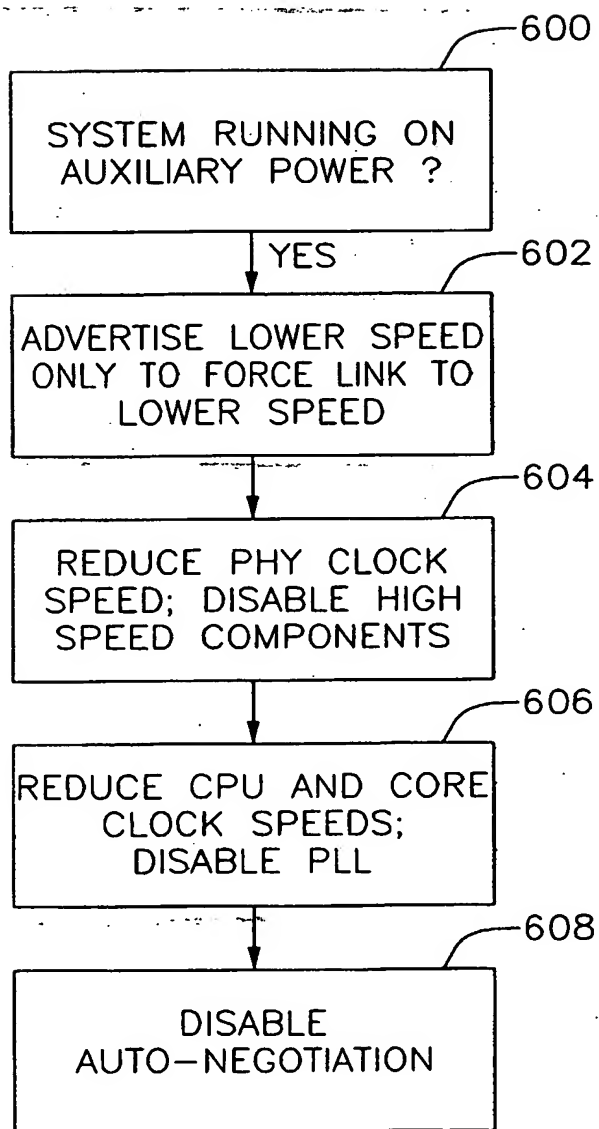 600
SYSTEM RUNNING ON
AUXILIARY POWER ?
YES
602
ADVERTISE LOWER SPEED
ONLY TO FORCE LINK TO
LOWER SPEED
604
REDUCE PHY CLOCK
SPEED; DISABLE HIGH
SPEED COMPONENTS
606
REDUCE CPU AND CORE
CLOCK SPEEDS;
DISABLE PLL
608
DISABLE
AUTO-NEGOTIATION